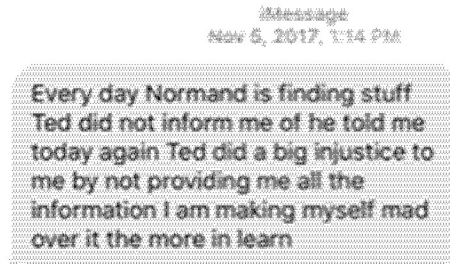 iMessage
Nov 5, 2017, 1:14 PM
Every day Normand is finding stuff
Ted did not inform me of he told me
today again Ted did a big injustice to
me by not providing me all the
information I am making myself mad
over it the more in learn